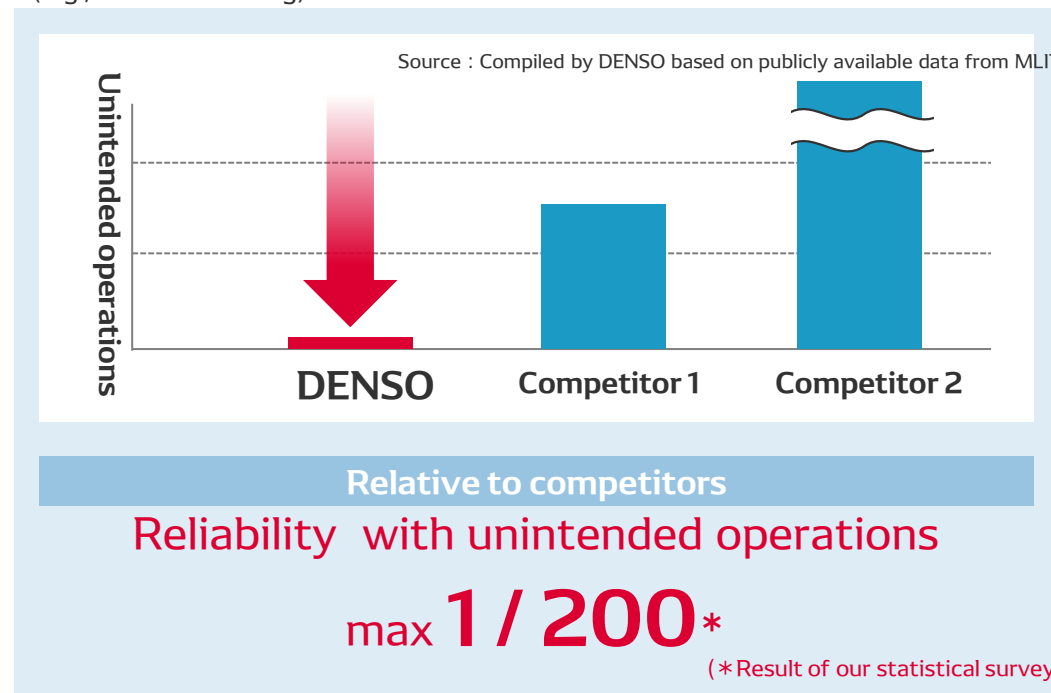 Source : Compiled by DENSO based on publicly available data from MLI
Unintended operations
DENSO
Competitor 1
Competitor 2
Relative to competitors
Reliability with unintended operations
max 1 / 200*
(*Result of our statistical survey